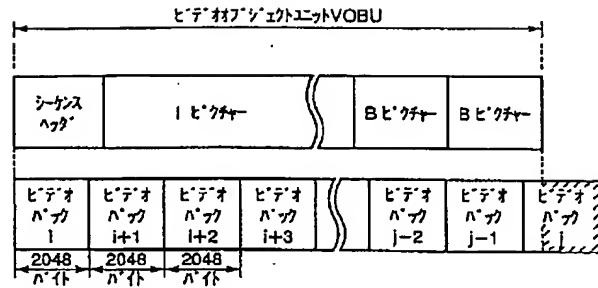 ビデオオブジェクトユニットVOBU
シーケンス
ヘッダ
Iピクチャー
Bピクチャー
Bピクチャー
ビデオ
パック
i
ビデオ
パック
i+1
ビデオ
パック
i+2
ビデオ
パック
i+3
ビデオ
パック
j-2
ビデオ
パック
j-1
ビデオ
パック
j
2048
バイト
2048
バイト
2048
バイト